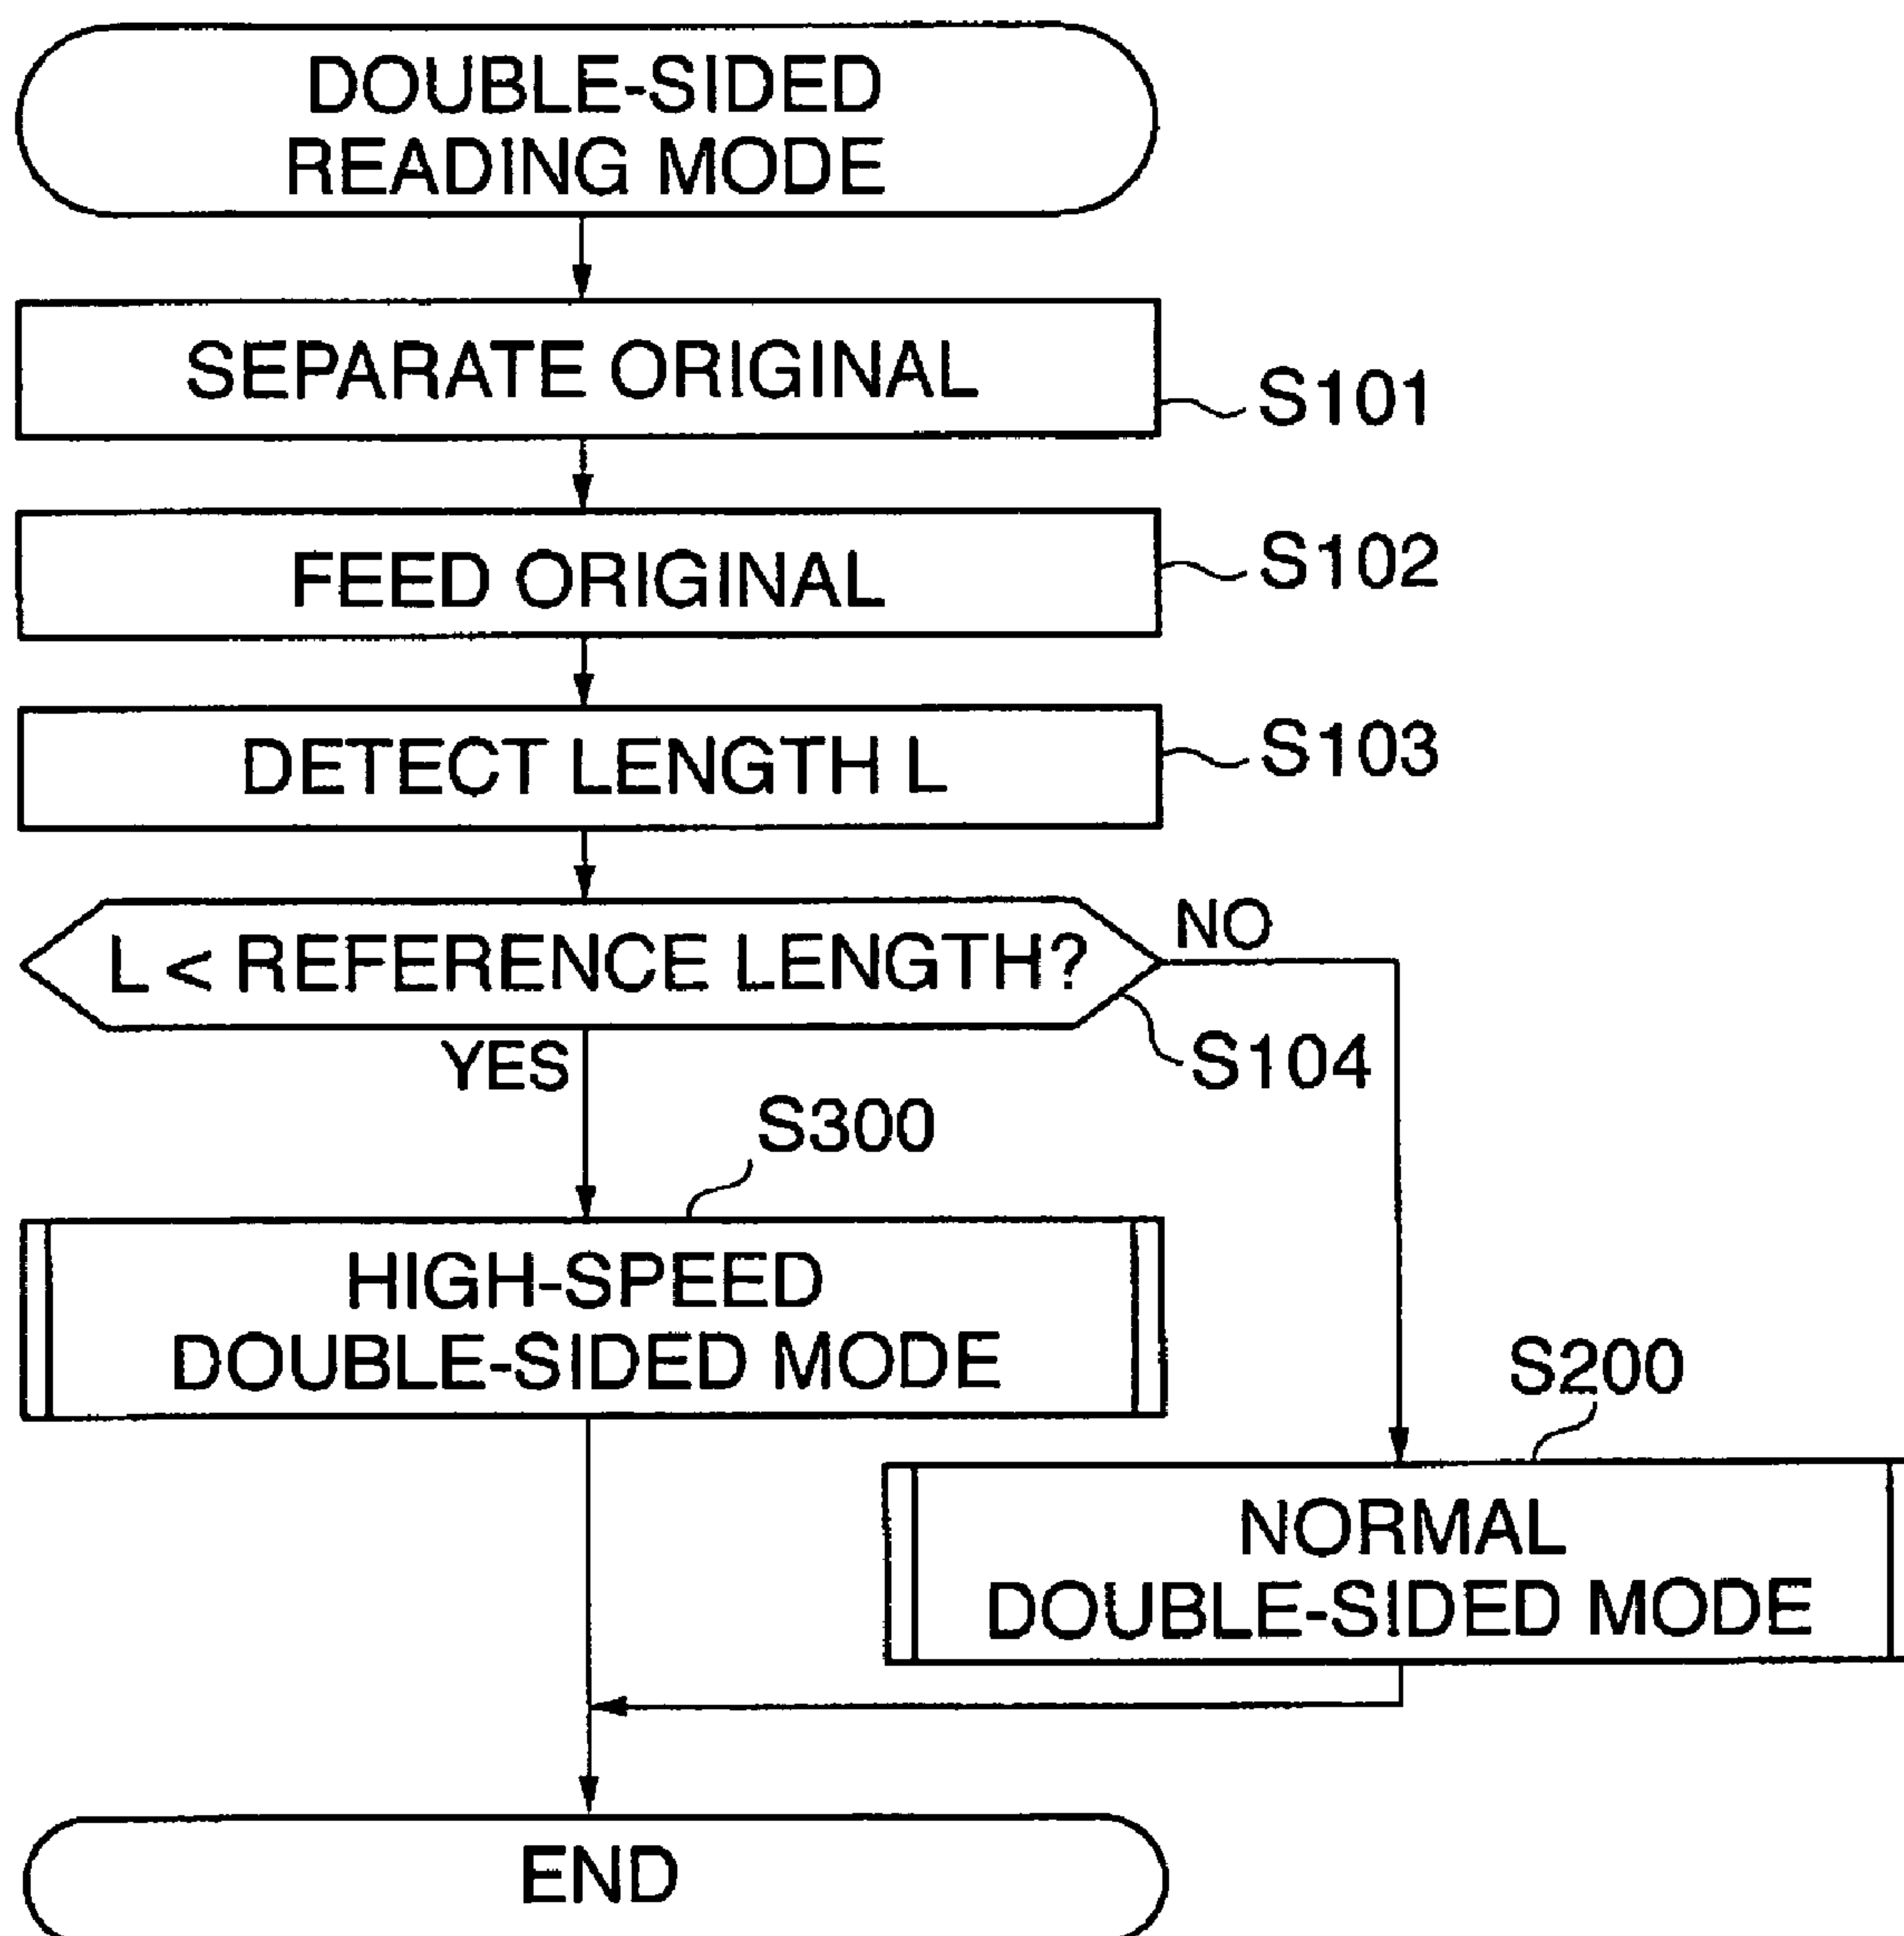 DOUBLE-SIDED
READING MODE
SEPARATE ORIGINAL
S101
FEED ORIGINAL
S102
DETECT LENGTH L
S103
L < REFERENCE LENGTH?
NO
S104
YES
S300
HIGH-SPEED
DOUBLE-SIDED MODE
S200
NORMAL
DOUBLE-SIDED MODE
END